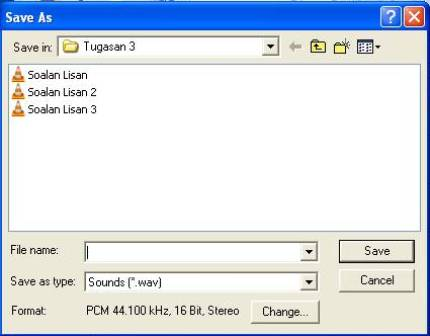 Save As
Save in: Tugasan 3
Soalan Lisan
Soalan Lisan 2
Soalan Lisan 3
File name:
Save
Save as type: Sounds (*.wav)
Cancel
Format: PCM 44.100 kHz, 16 Bit, Stereo
Change...